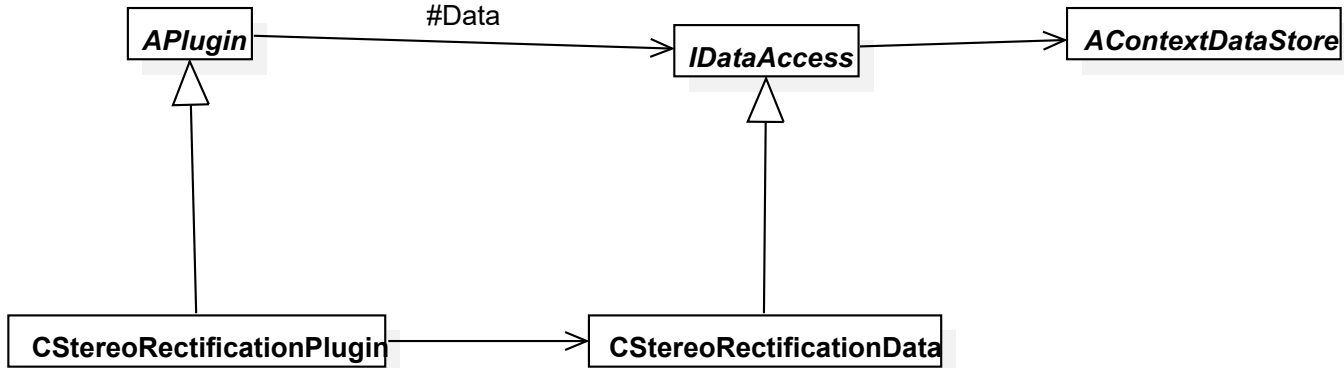 #Data
APlugin
IDataAccess
AContextDataStore
CStereoRectificationPlugin
CStereoRectificationData